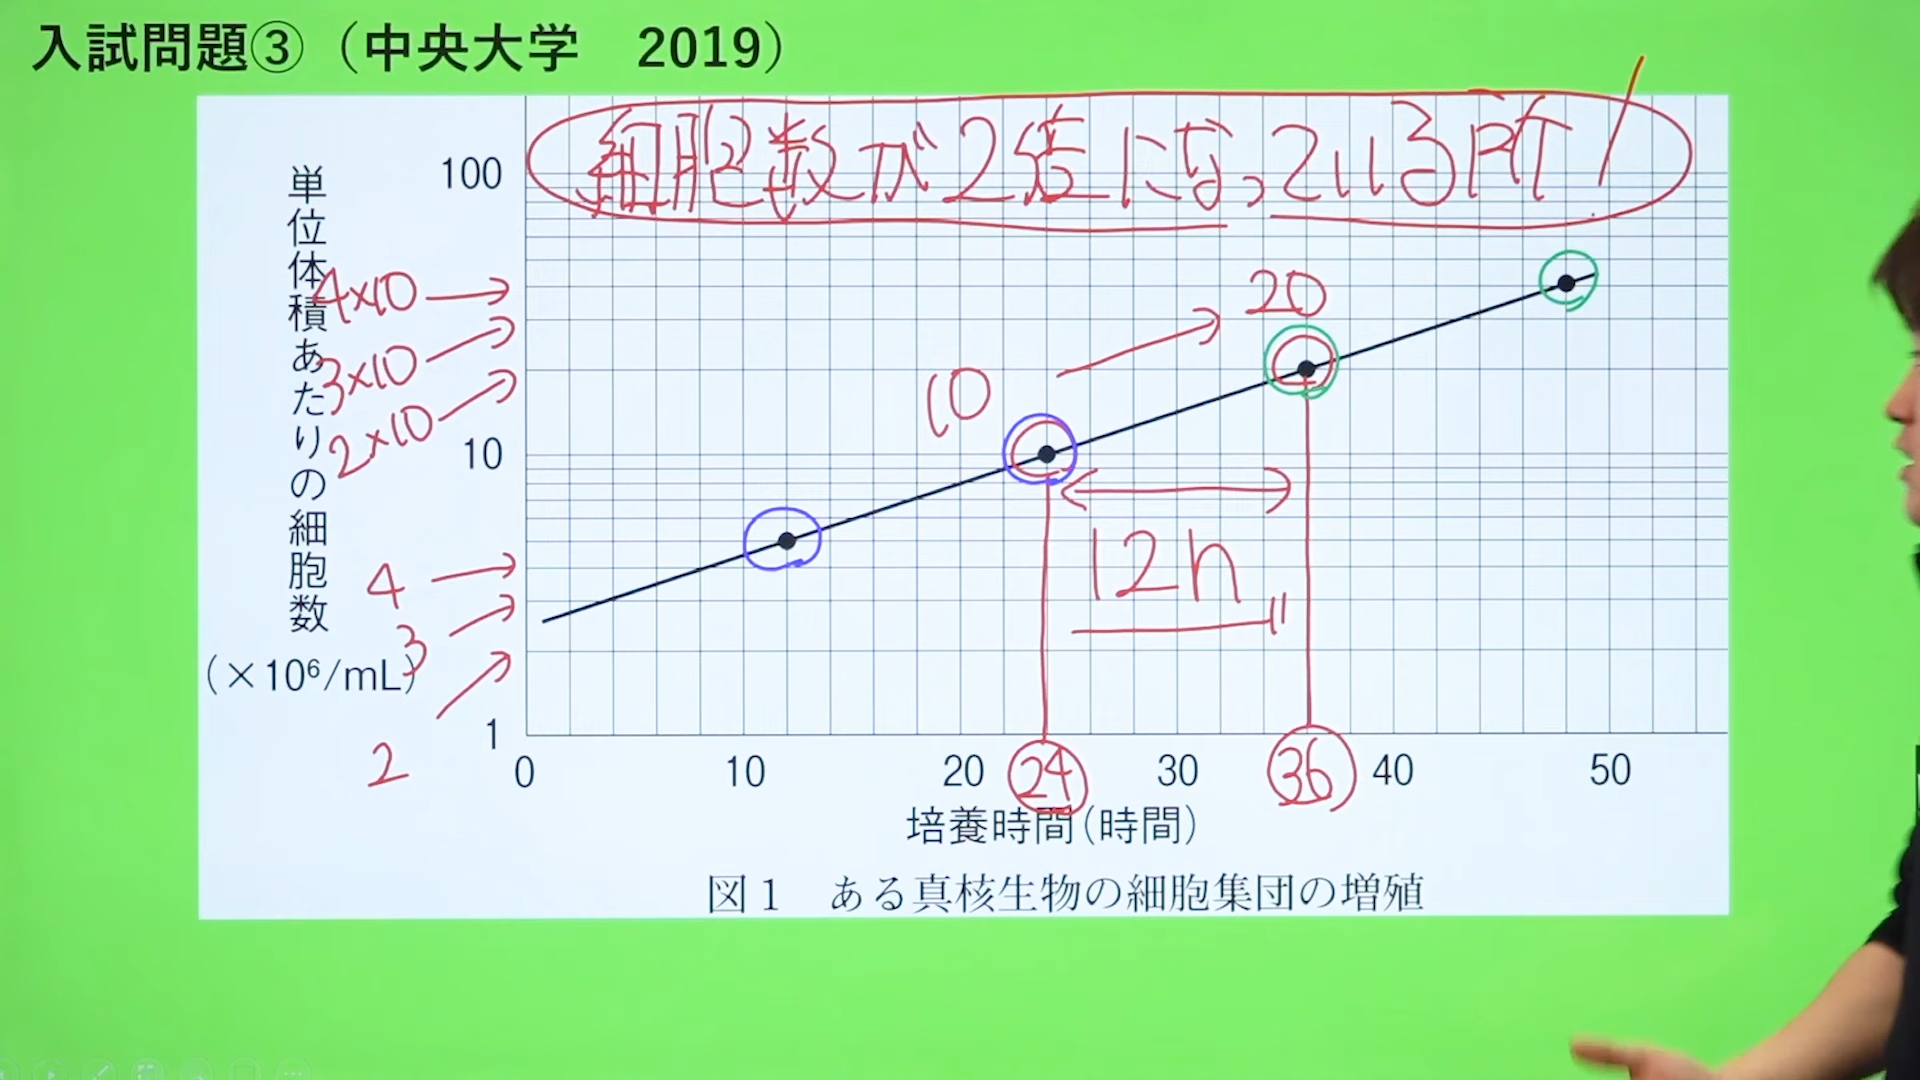 入試問題③（中央大学　2019）
細胞数が2倍になっている所！
単位体積あたりの細胞数
（×10⁶/mL）
100
10
1
4×10
3×10
2×10
4
3
2
10
20
12h
0
10
20
24
30
36
40
50
培養時間（時間）
図1　ある真核生物の細胞集団の増殖